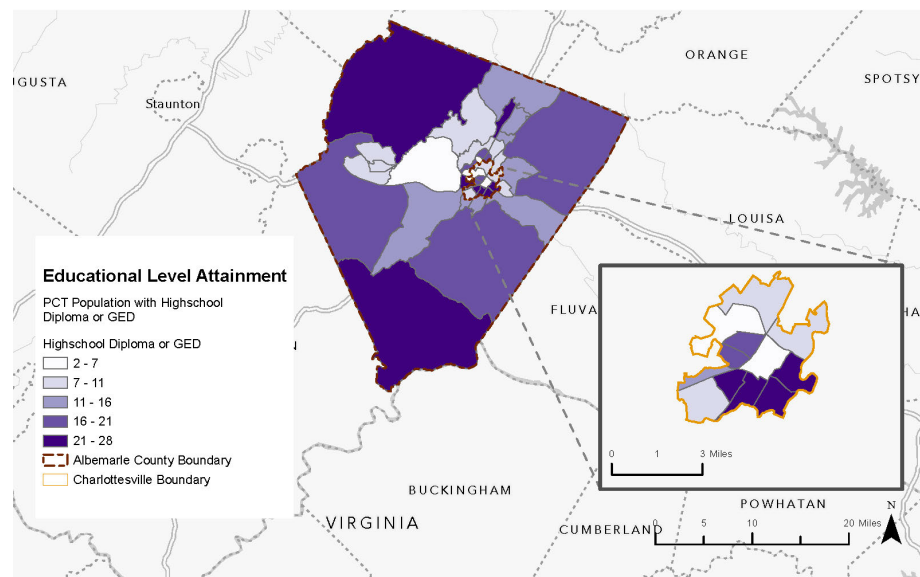 ORANGE
UGUSTA
SPOTSY
Staunton
LOUISA
Educational Level Attainment
PCT Population with Highschool
Diploma or GED
Highschool Diploma or GED
2 - 7
7 - 11
11 - 16
16 - 21
21 - 28
Albemarle County Boundary
Charlottesville Boundary
FLUVA
HA
N
0 1 3 Miles
BUCKINGHAM
VIRGINIA
POWHATAN
CUMBERLAND
N
0 5 10 20 Miles